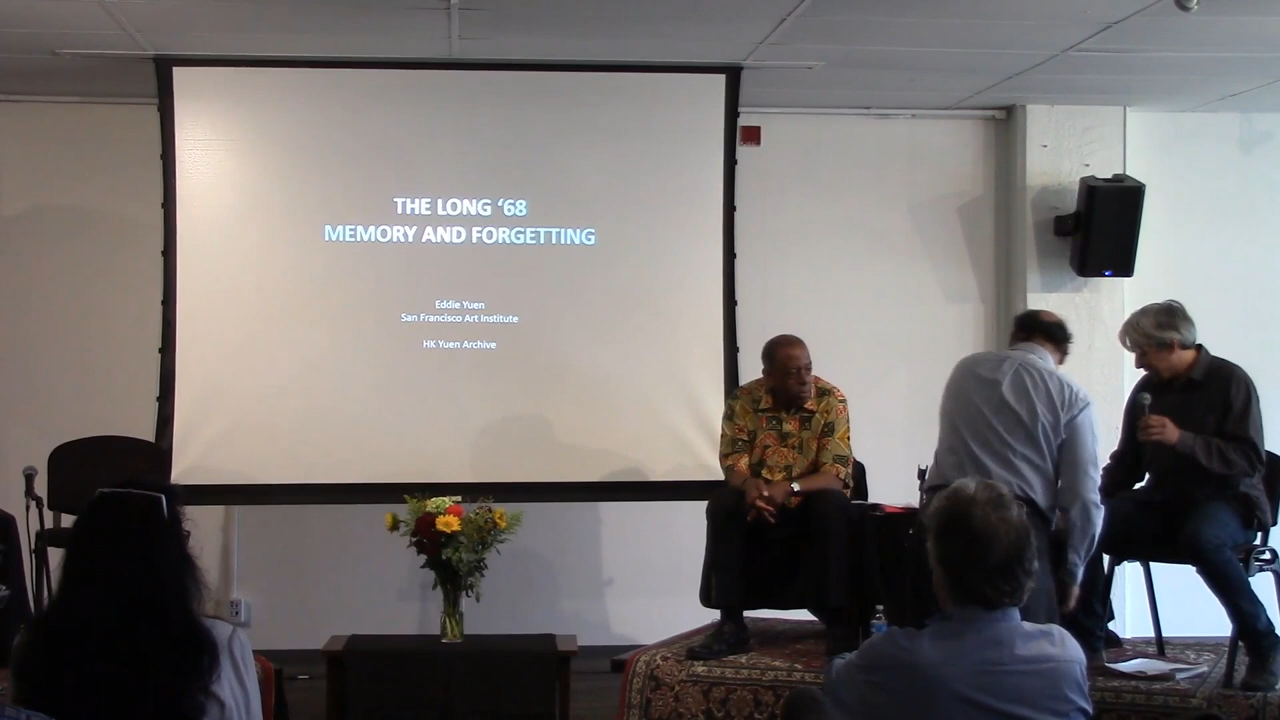 THE LONG ‘68
MEMORY AND FORGETTING
Eddie Yuen
San Francisco Art Institute
HK Yuen Archive